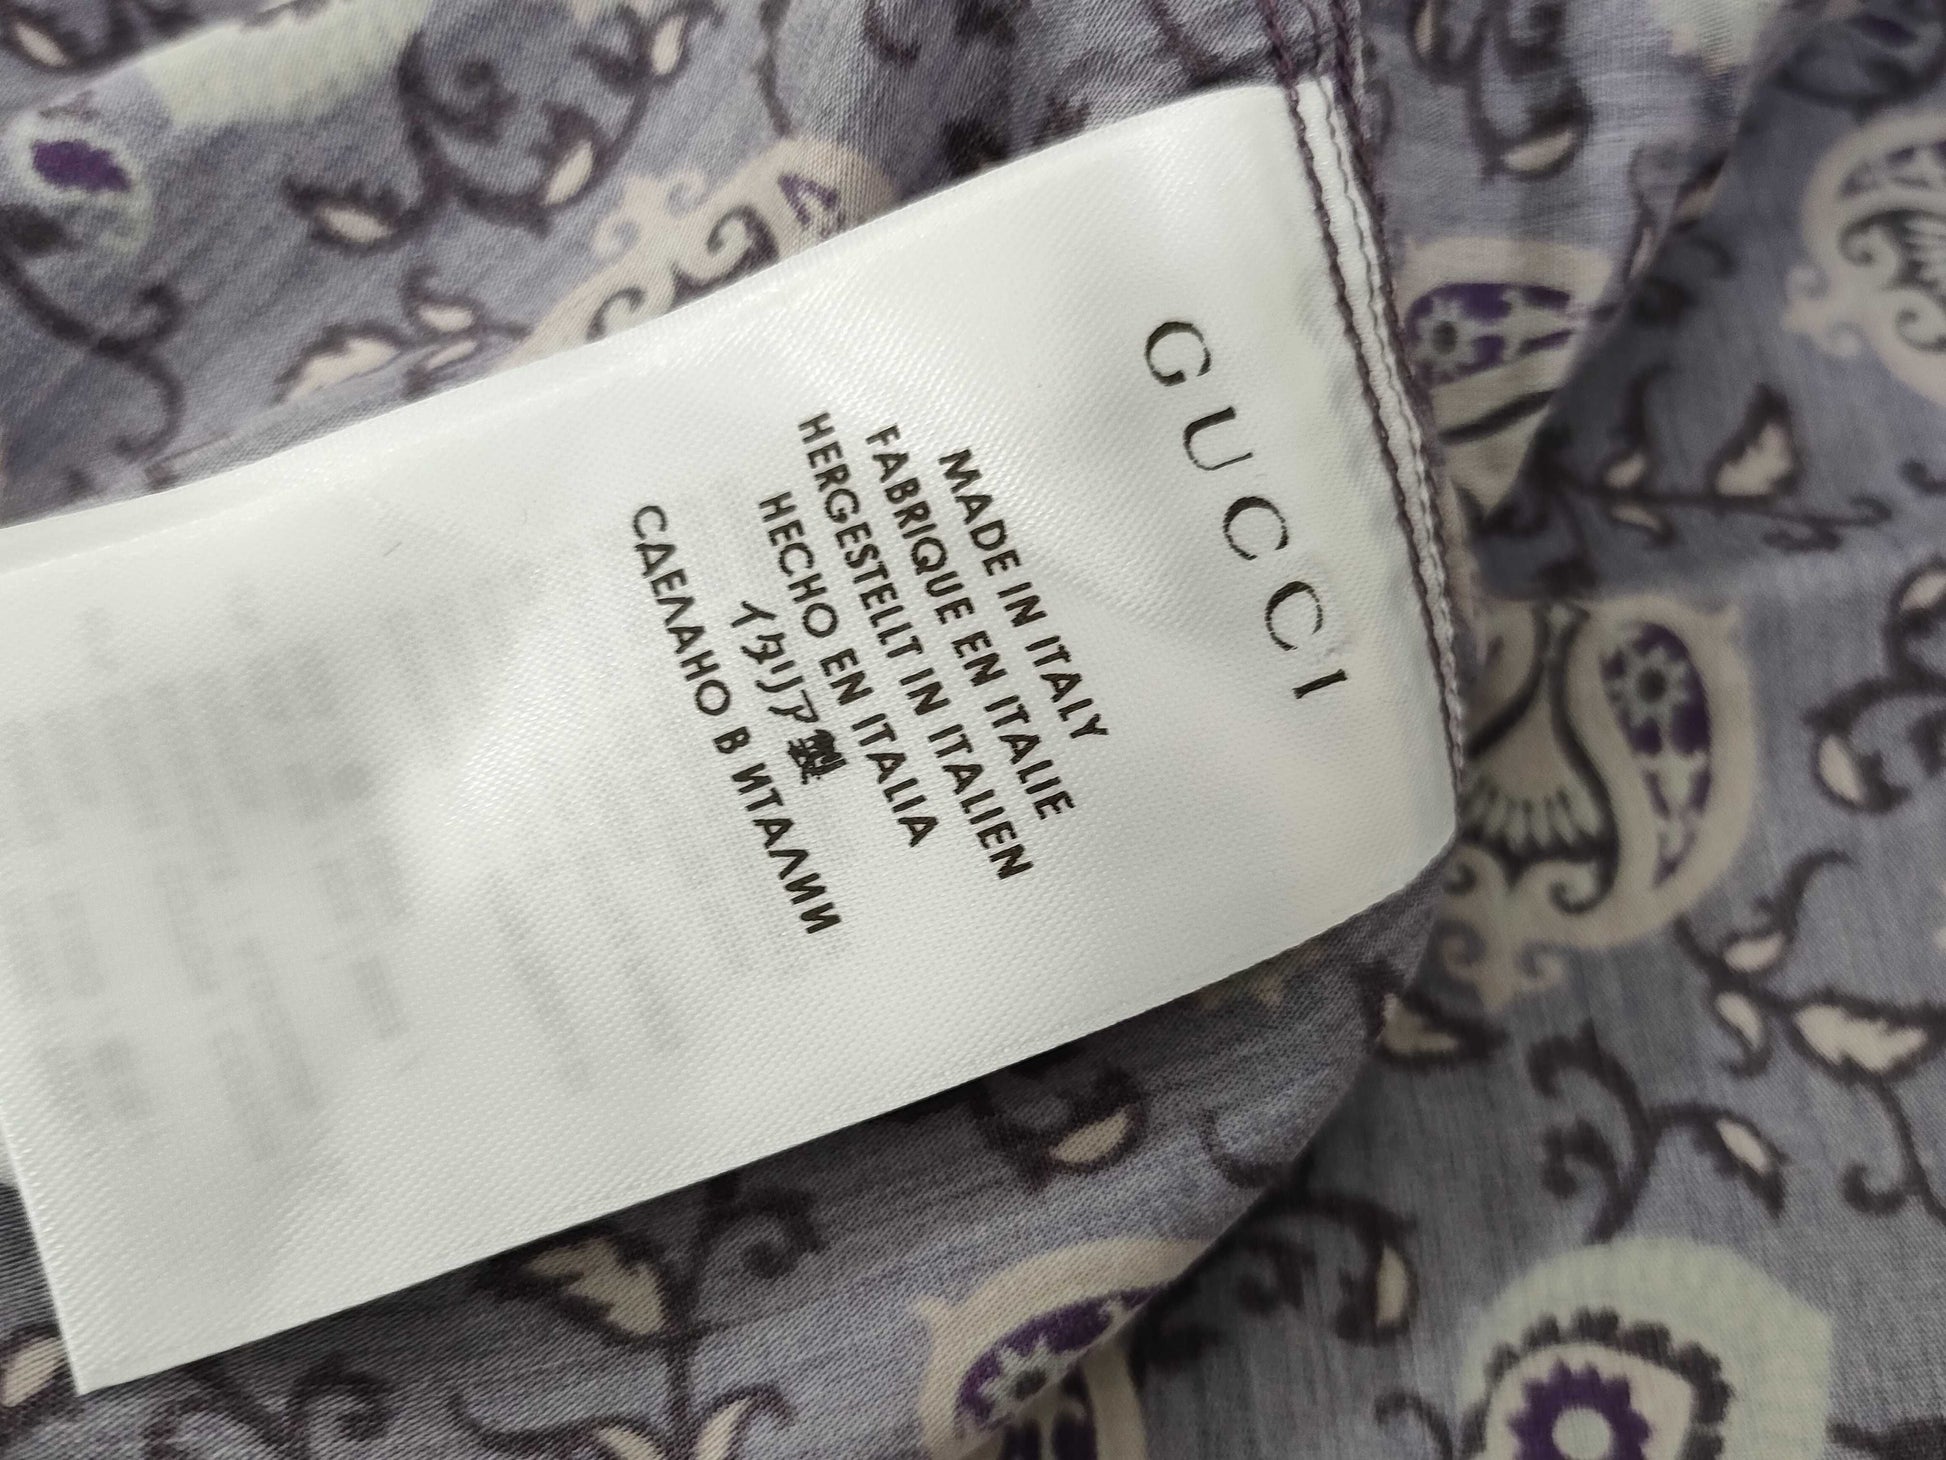 GUCCI
MADE IN ITALY
FABRIQUE EN ITALIE
HERGESTELLT IN ITALIEN
HECHO EN ITALIA
イタリア製
СДЕЛАНО В ИТАЛИИ